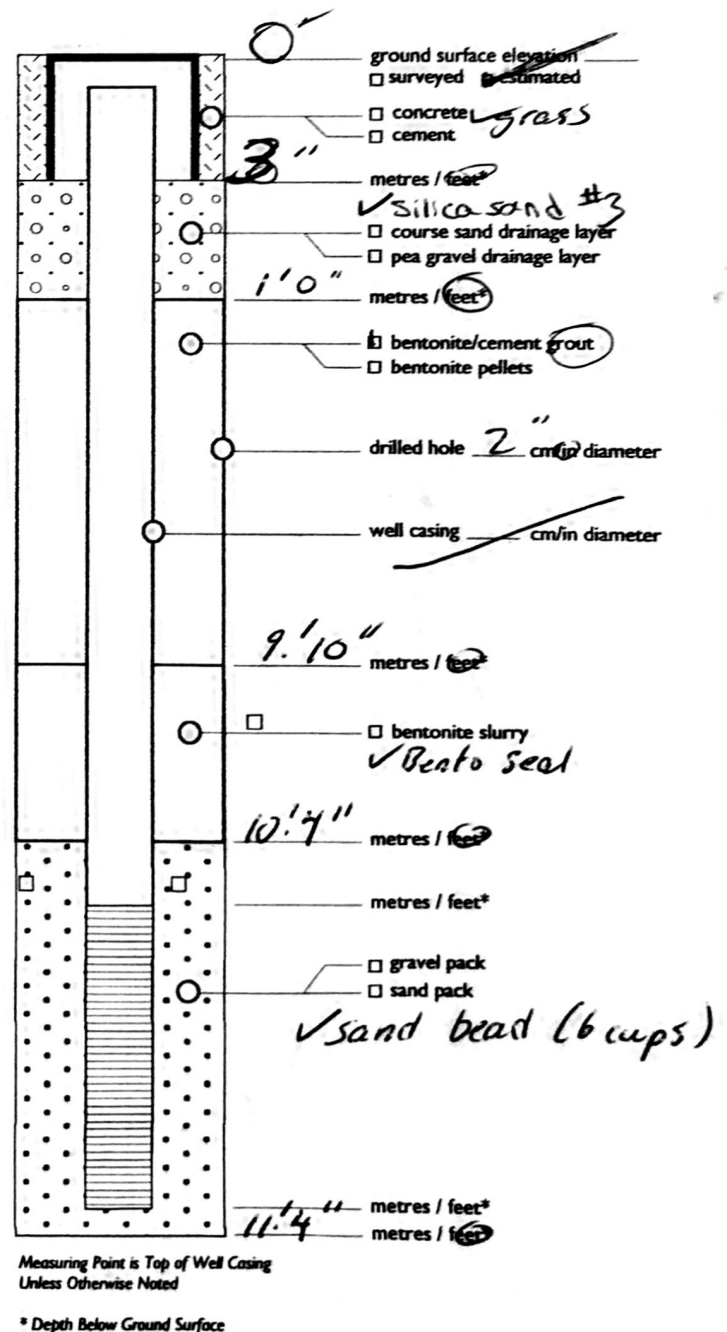 ground surface elevation
☐ surveyed estimated
☐ concrete ✓grass
☐ cement
3" metres / feet*
✓silica sand #3
☐ course sand drainage layer
☐ pea gravel drainage layer
1'0" metres / feet*
bentonite/cement grout
☐ bentonite pellets
drilled hole 2" cm/in diameter
well casing cm/in diameter
9.'10" metres / feet*
☐ bentonite slurry
✓Bento seal
10.'4" metres / feet*
metres / feet*
☐ gravel pack
☐ sand pack
✓sand bead (6 cups)
metres / feet*
11.'4" metres / feet*
Measuring Point is Top of Well Casing
Unless Otherwise Noted
* Depth Below Ground Surface